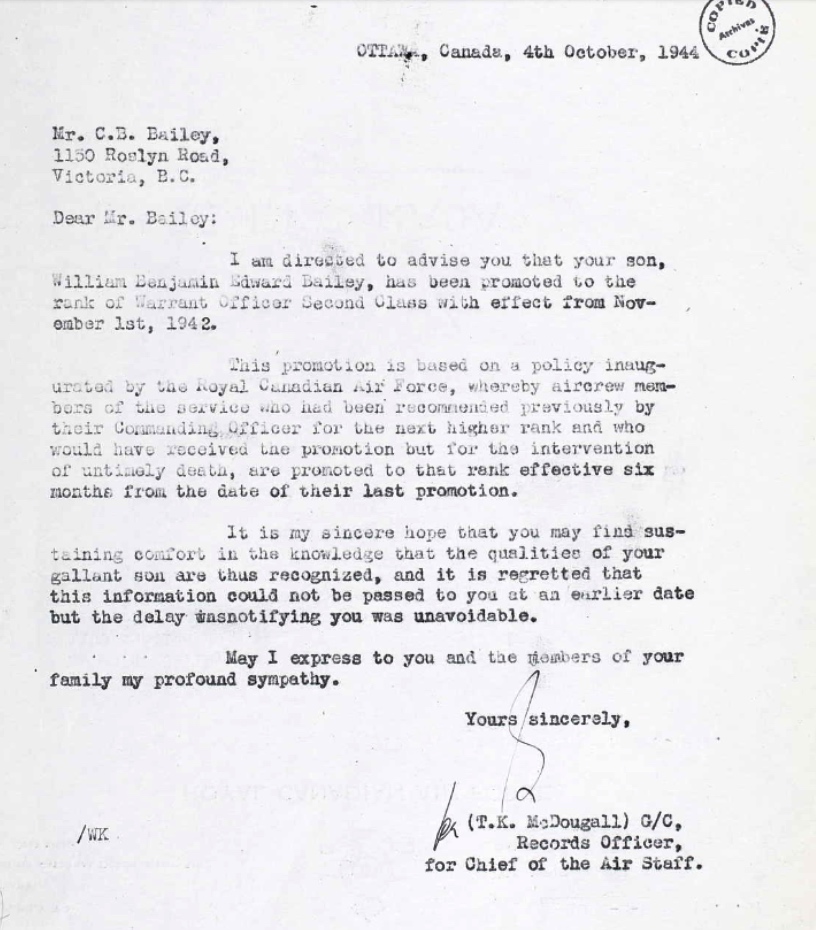 COPIED
Archives
COPIE
OTTAWA, Canada, 4th October, 1944
Mr. C.B. Bailey,
1150 Roslyn Road,
Victoria, B.C.
Dear Mr. Bailey:
I am directed to advise you that your son,
William Benjamin Edward Bailey, has been promoted to the
rank of Warrant Officer Second Class with effect from Nov-
ember 1st, 1942.
This promotion is based on a policy inaug-
urated by the Royal Canadian Air Force, whereby aircrew mem-
bers of the service who had been recommended previously by
their Commanding Officer for the next higher rank and who
would have received the promotion but for the intervention
of untimely death, are promoted to that rank effective six
months from the date of their last promotion.
It is my sincere hope that you may find sus-
taining comfort in the knowledge that the qualities of your
gallant son are thus recognized, and it is regretted that
this information could not be passed to you at an earlier date
but the delay notifying you was unavoidable.
May I express to you and the members of your
family my profound sympathy.
Yours sincerely,
(T.K. McDougall) G/C,
Records Officer,
for Chief of the Air Staff.
/WK